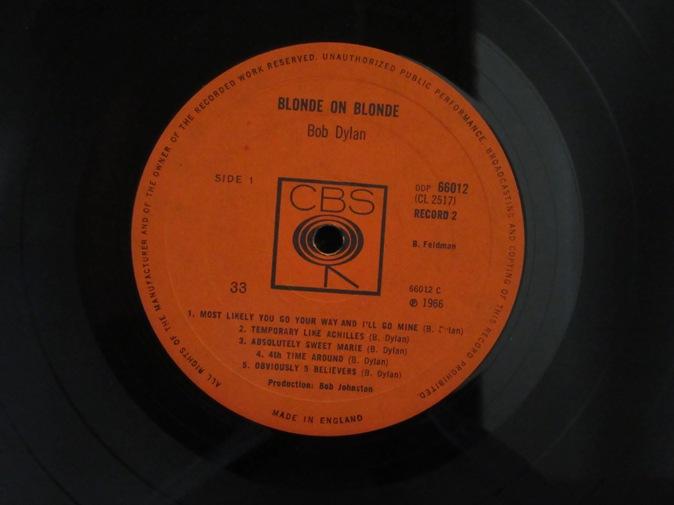 ALL RIGHTS OF THE MANUFACTURER AND OF THE OWNER OF THE RECORDED WORK RESERVED. UNAUTHORIZED PUBLIC PERFORMANCE, BROADCASTING AND COPYING OF THIS RECORD PROHIBITED.
BLONDE ON BLONDE
Bob Dylan
SIDE 1
CBS
DDP 66012
(CL 2517)
RECORD 2
B. Feldman
33
66012 C
℗ 1966
1. MOST LIKELY YOU GO YOUR WAY AND I'LL GO MINE (B. Dylan)
2. TEMPORARY LIKE ACHILLES (B. Dylan)
3. ABSOLUTELY SWEET MARIE (B. Dylan)
4. 4th TIME AROUND (B. Dylan)
5. OBVIOUSLY 5 BELIEVERS (B. Dylan)
Production: Bob Johnston
MADE IN ENGLAND